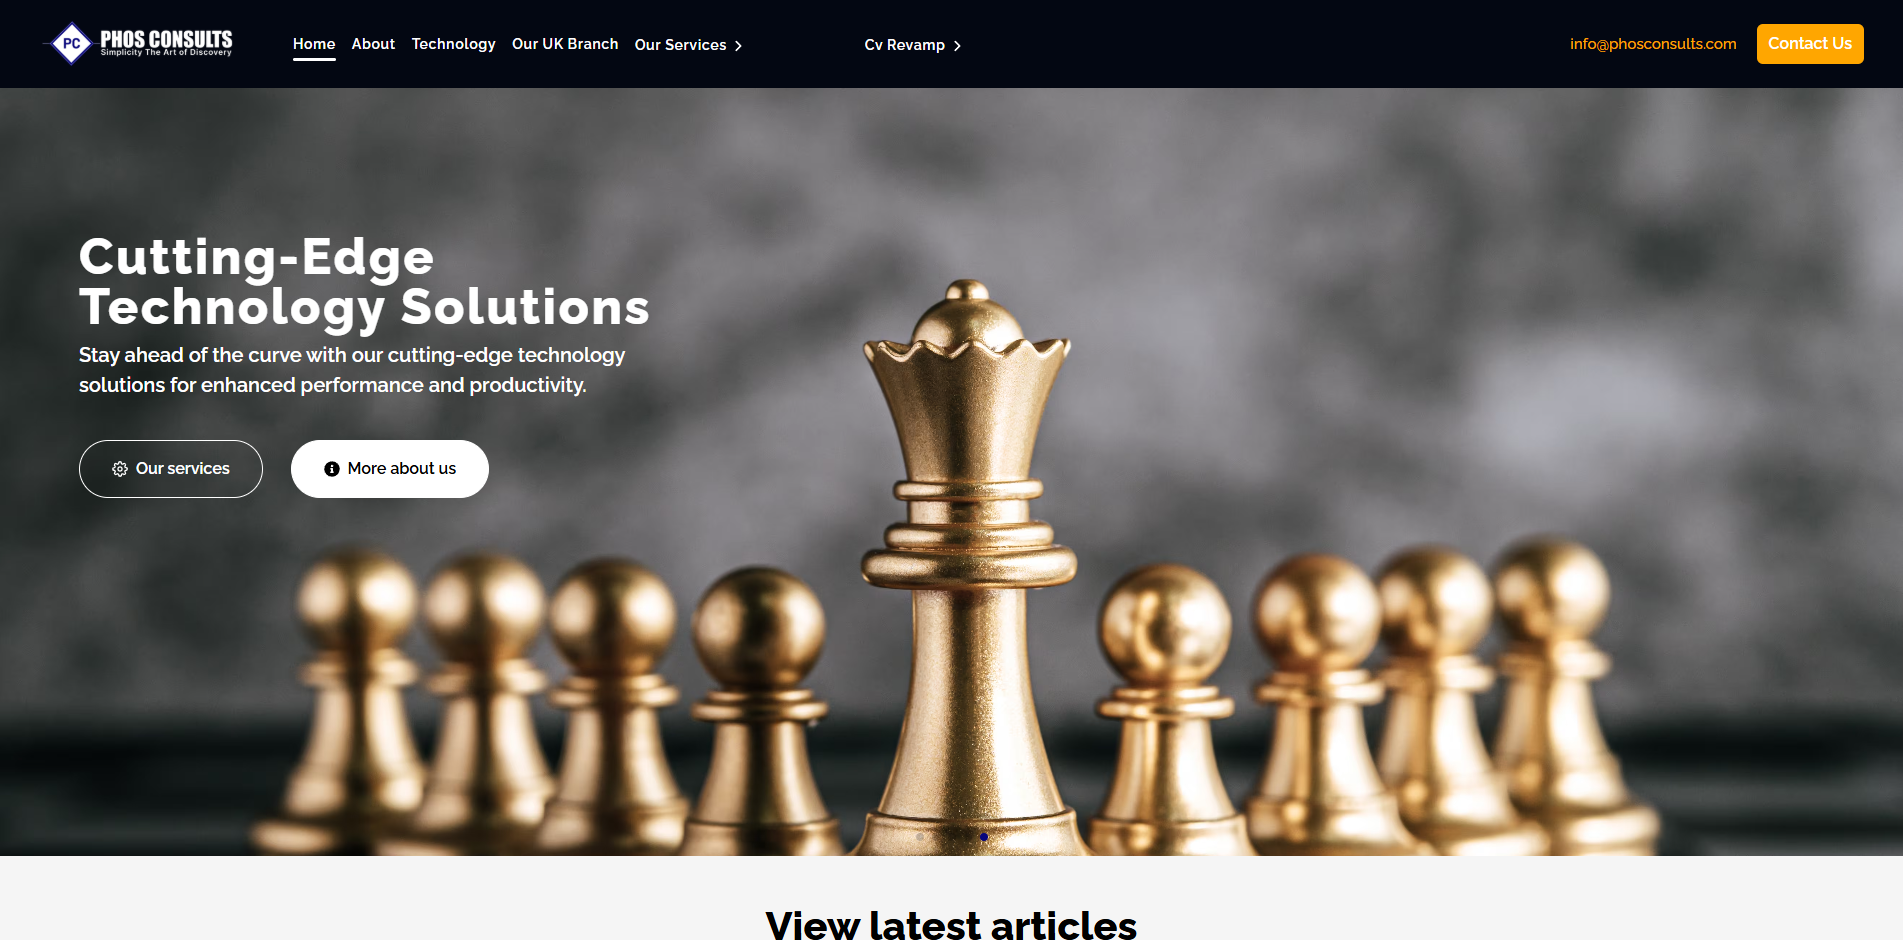 PC
PHOS CONSULTS
Simplicity The Art of Discovery
Home
About
Technology
Our UK Branch
Our Services
Cv Revamp
info@phosconsults.com
Contact Us
Cutting-Edge
Technology Solutions
Stay ahead of the curve with our cutting-edge technology
solutions for enhanced performance and productivity.
Our services
More about us
View latest articles